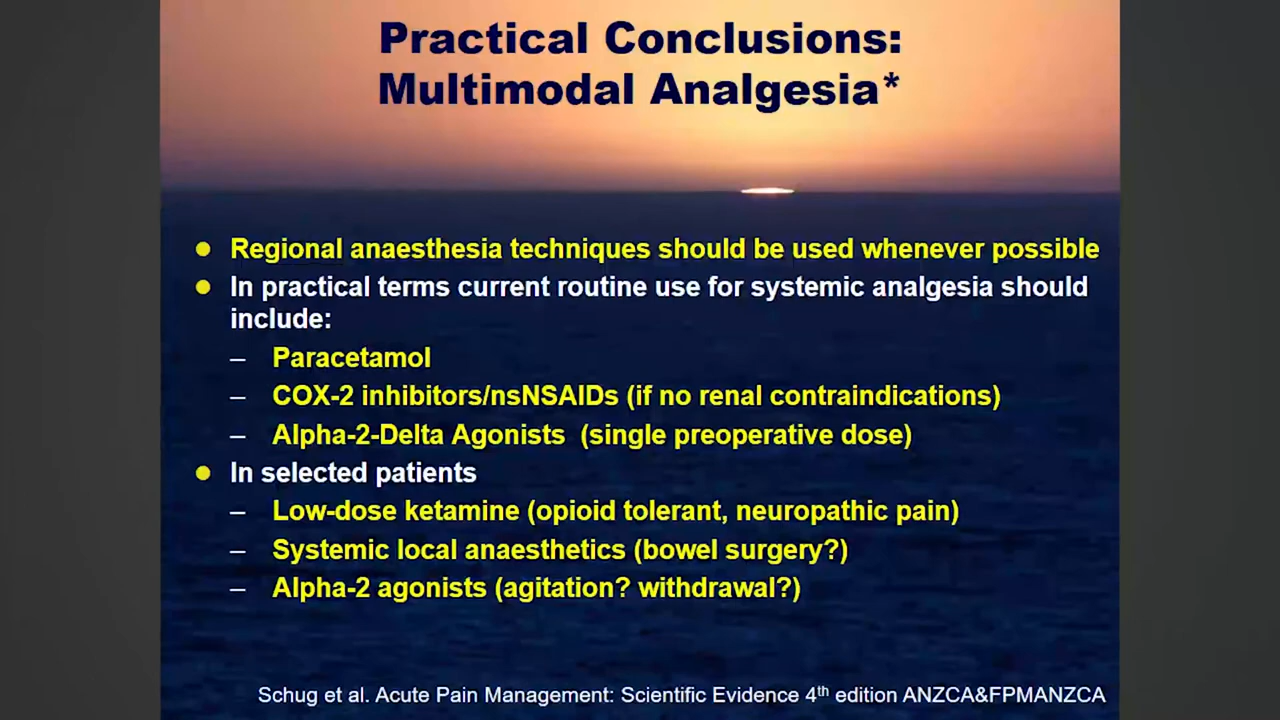 Practical Conclusions:
Multimodal Analgesia*
● Regional anaesthesia techniques should be used whenever possible
● In practical terms current routine use for systemic analgesia should
include:
– Paracetamol
– COX-2 inhibitors/nsNSAIDs (if no renal contraindications)
– Alpha-2-Delta Agonists (single preoperative dose)
● In selected patients
– Low-dose ketamine (opioid tolerant, neuropathic pain)
– Systemic local anaesthetics (bowel surgery?)
– Alpha-2 agonists (agitation? withdrawal?)
Schug et al. Acute Pain Management: Scientific Evidence 4th edition ANZCA&FPMANZCA